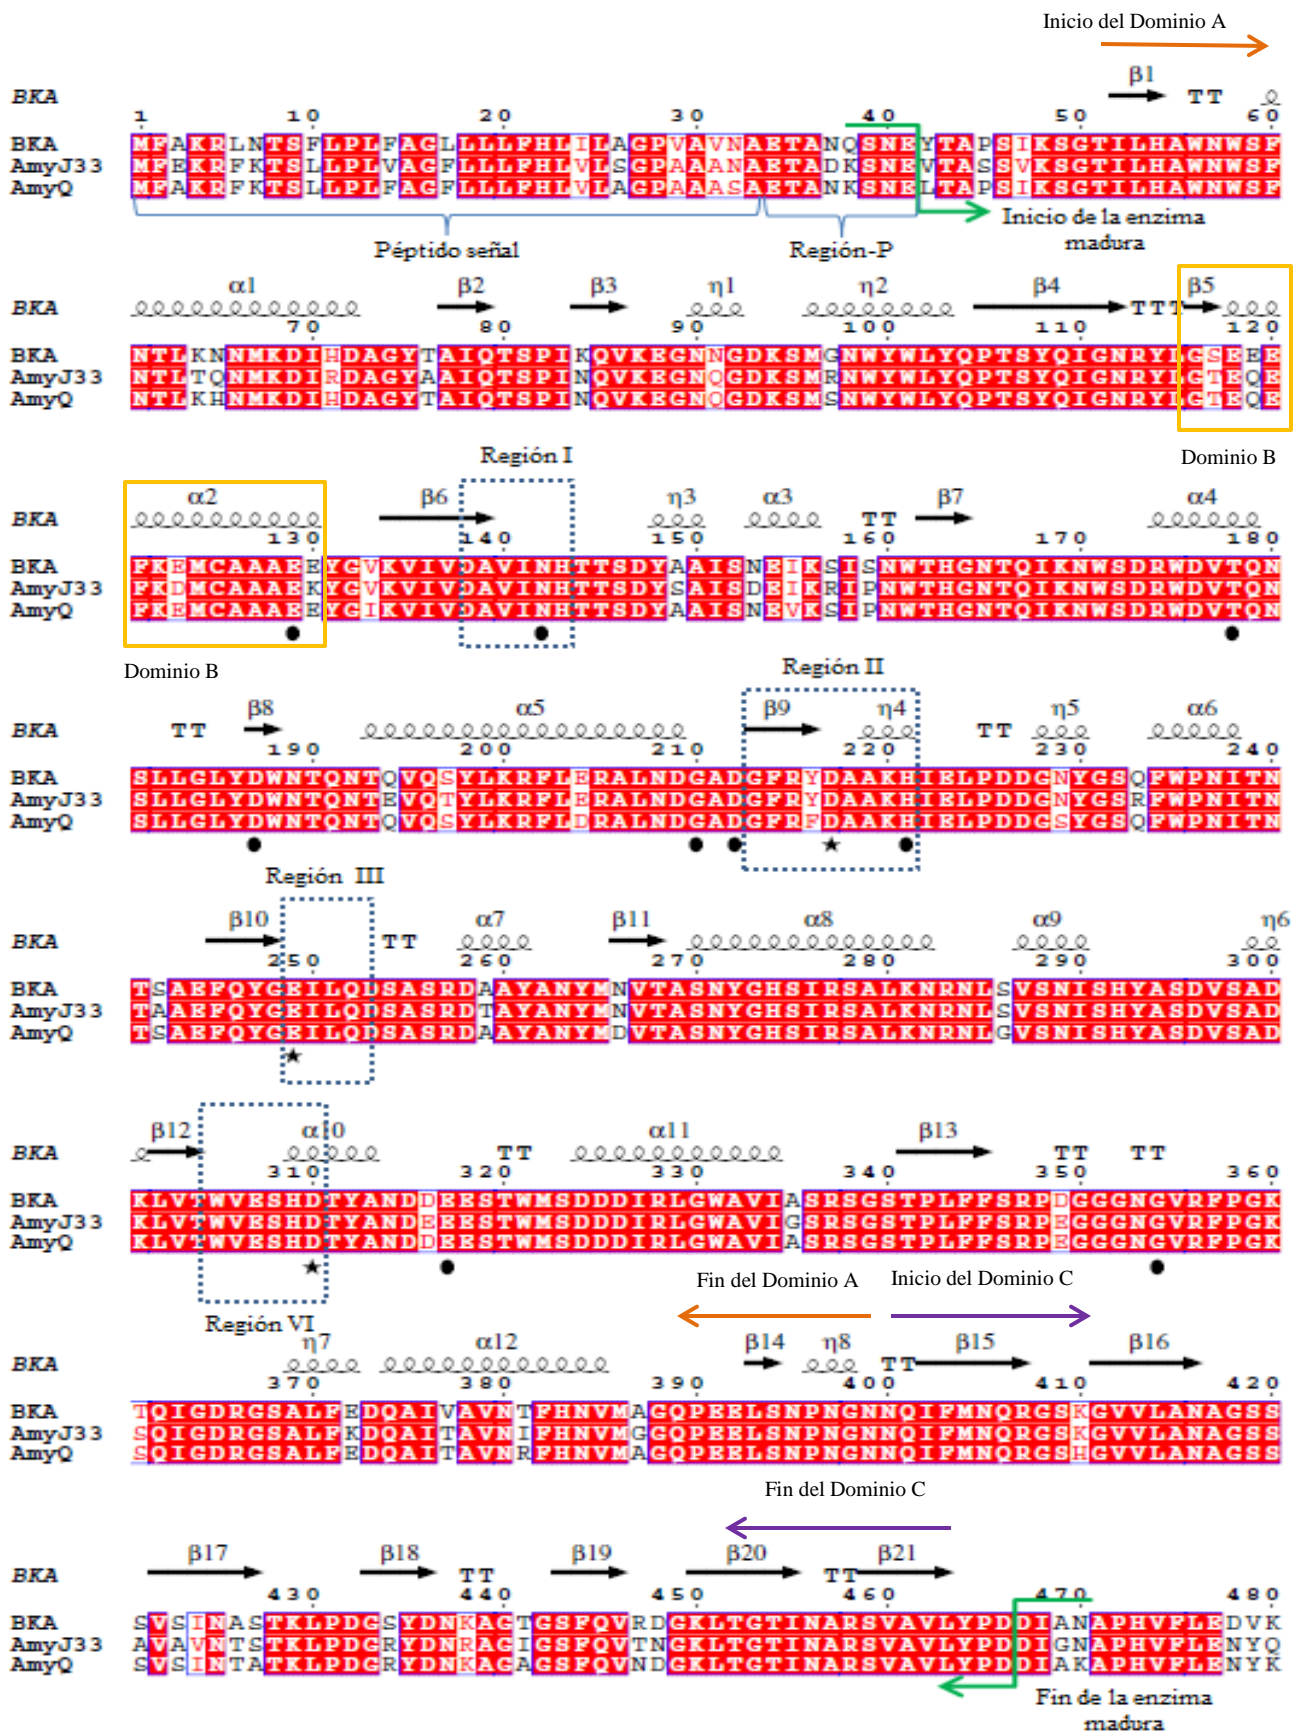 Inicio del Dominio A
β1 TT
BKA
1 10 20 30 40 50 60
BKA MFAKRLNTSFLPLFAGLLLLFHLILAGPVAVNAETANQSNEYTAPSIKSGTILHAWNWSF
AmyJ33 MFEKRFKTSLLPLVAGFLLLFHLVLSGPAAANAETADKSNEVTASSVKSGTILHAWNWSF
AmyQ MFAKRFKTSLLPLFAGFLLLFHLVLAGPAAASAETANKSNELTAPSIKSGTILHAWNWSF
Péptido señal Región-P Inicio de la enzima
madura
α1 β2 β3 η1 η2 β4 TTT β5
BKA
70 80 90 100 110 120
BKA NTLKNNMKDIHDAGYTAIQTSPIKQVKEGNNGDKSMGNWYWLYQPTSYQIGNRYLGSEEE
AmyJ33 NTLTQNMKDIRDAGYAAIQTSPINQVKEGNQGDKSMRNWYWLYQPTSYQIGNRYLGTEQE
AmyQ NTLKHNMKDIHDAGYTAIQTSPINQVKEGNQGDKSMSNWYWLYQPTSYQIGNRYLGTEQE
Región I Dominio B
α2 β6 η3 α3 TT β7 α4
BKA
130 140 150 160 170 180
BKA FKEMCAAAEEYGVKVIVDAVINHTTSDYAAISNEIKSISNWTHGNTQIKNWSDRWDVTQN
AmyJ33 FKDMCAAAEKYGVKVIVDAVINHTTSDYSAISDEIKRIPNWTHGNTQIKNWSDRWDVTQN
AmyQ FKEMCAAAEEYGIKVIVDAVINHTTSDYAAISNEVKSIPNWTHGNTQIKNWSDRWDVTQN
Dominio B Región II
TT β8 α5 β9 η4 TT η5 α6
BKA
190 200 210 220 230 240
BKA SLLGLYDWNTQNTQVQSYLKRFLERALNDGADGFRYDAAKHIELPDDGNYGSQFWPNITN
AmyJ33 SLLGLYDWNTQNTEVQTYLKRFLERALNDGADGFRYDAAKHIELPDDGNYGSRFWPNITN
AmyQ SLLGLYDWNTQNTQVQSYLKRFLDRALNDGADGFRFDAAKHIELPDDGSYGSQFWPNITN
Región III
β10 TT α7 β11 α8 α9 η6
BKA
250 260 270 280 290 300
BKA TSAEFQYGEILQDSASRDAAYANYMNVTASNYGHSIRSALKNRNLSVSNISHYASDVSAD
AmyJ33 TAAEFQYGEILQDSASRDTAYANYMNVTASNYGHSIRSALKNRNLSVSNISHYASDVSAD
AmyQ TSAEFQYGEILQDSASRDAAYANYMDVTASNYGHSIRSALKNRNLGVSNISHYASDVSAD
β12 α10 TT α11 β13 TT TT
BKA
310 320 330 340 350 360
BKA KLVTWVESHDTYANDDEESTWMSDDDIRLGWAVIASRSGSTPLFFSRPDGGGNGVRFPGK
AmyJ33 KLVTWVESHDTYANDEEESTWMSDDDIRLGWAVIGSRSGSTPLFFSRPEGGGNGVRFPGK
AmyQ KLVTWVESHDTYANDDEESTWMSDDDIRLGWAVIASRSGSTPLFFSRPEGGGNGVRFPGK
Región VI Fin del Dominio A Inicio del Dominio C
η7 α12 β14 η8 TT β15 β16
BKA
370 380 390 400 410 420
BKA TQIGDRGSALFEDQAIVAVNTFHNVMAGQPEELSNPNGNNQIFMNQRGSKGVVLANAGSS
AmyJ33 SQIGDRGSALFKDQAITAVNIFHNVMGGQPEELSNPNGNNQIFMNQRGSKGVVLANAGSS
AmyQ SQIGDRGSALFEDQAITAVNRFHNVMAGQPEELSNPNGNNQIFMNQRGSHGVVLANAGSS
Fin del Dominio C
β17 β18 TT β19 β20 TT β21
BKA
430 440 450 460 470 480
BKA SVSINASTKLPDGSYDNKAGTGSFQVRDGKLTGTINARSVAVLYPDDIANAPHVFLEDVK
AmyJ33 AVAVNTSTKLPDGRYDNRAGIGSFQVTNGKLTGTINARSVAVLYPDDIGNAPHVFLENYQ
AmyQ SVSINTATKLPDGRYDNKAGAGSFQVNDGKLTGTINARSVAVLYPDDIAKAPHVFLENYK
Fin de la enzima
madura